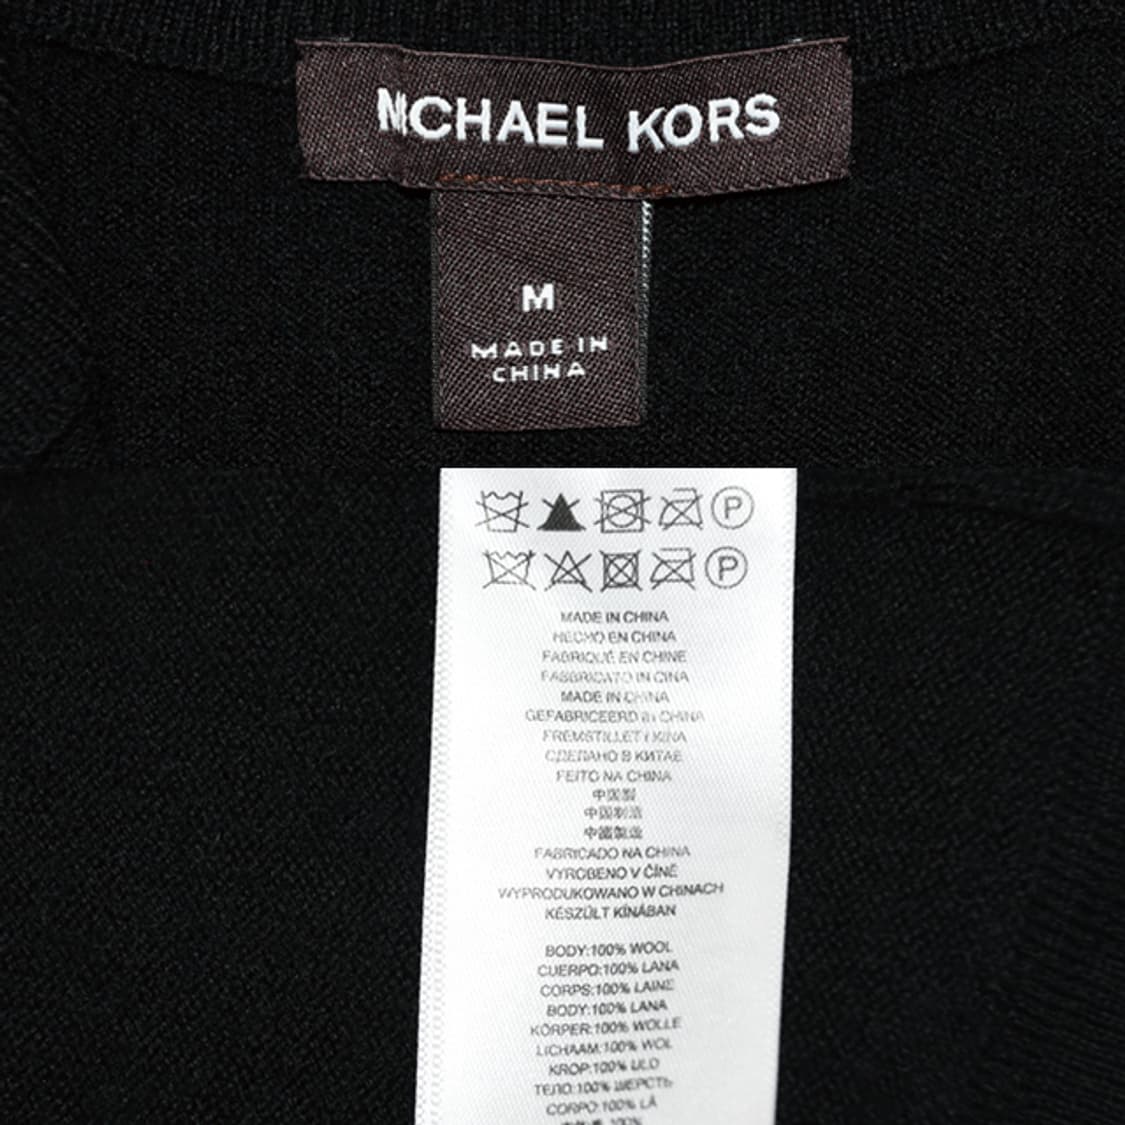 MICHAEL KORS
M
MADE IN
CHINA
P
P
MADE IN CHINA
HECHO EN CHINA
FABRIQUÉ EN CHINE
FABBRICATO IN CINA
MADE IN CHINA
GEFABRICEERD IN CHINA
FREMSTILLET I KINA
СДЕЛАНО В КИТАЕ
FEITO NA CHINA
中国製
中国制造
中國製造
FABRICADO NA CHINA
VYROBENO V ČÍNĚ
WYPRODUKOWANO W CHINACH
KÉSZÜLT KÍNÁBAN
BODY:100% WOOL
CUERPO:100% LANA
CORPS:100% LAINE
BODY:100% LANA
KÖRPER:100% WOLLE
LICHAAM:100% WOL
KROP:100% ULD
ТЕЛО:100% ШЕРСТЬ
CORPO:100% LÃ
100%